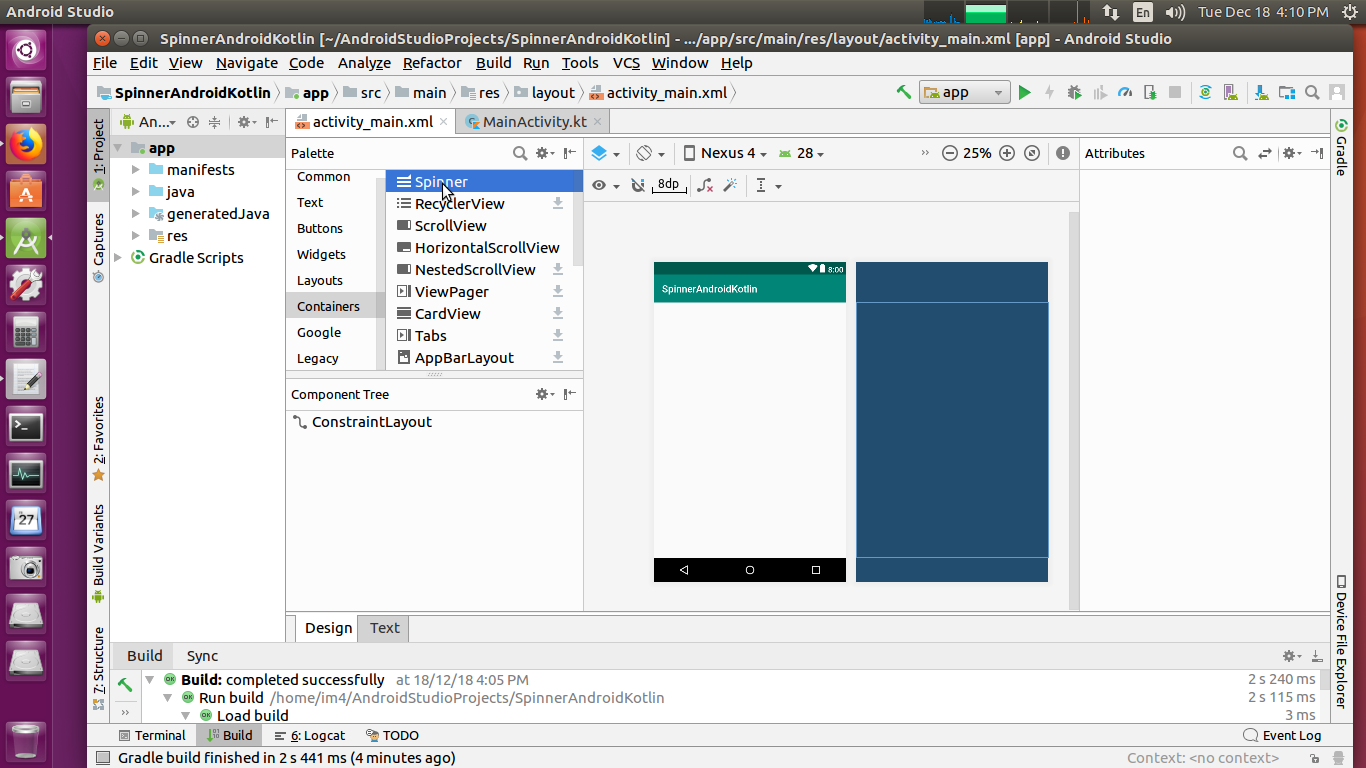 Android Studio
En
Tue Dec 18 4:10 PM
SpinnerAndroidKotlin [~/AndroidStudioProjects/SpinnerAndroidKotlin] - .../app/src/main/res/layout/activity_main.xml [app] - Android Studio
File Edit View Navigate Code Analyze Refactor Build Run Tools VCS Window Help
SpinnerAndroidKotlin app src main res layout activity_main.xml
app
1: Project
Captures
2: Favorites
Build Variants
7: Structure
An...
app
manifests
java
generatedJava
res
Gradle Scripts
activity_main.xml
MainActivity.kt
Palette
Common
Text
Buttons
Widgets
Layouts
Containers
Google
Legacy
Spinner
RecyclerView
ScrollView
HorizontalScrollView
NestedScrollView
ViewPager
CardView
Tabs
AppBarLayout
Component Tree
ConstraintLayout
Nexus 4
28
»
25%
8dp
8:00
SpinnerAndroidKotlin
Attributes
Gradle
Device File Explorer
27
Design
Text
Build
Sync
Build: completed successfully at 18/12/18 4:05 PM
2 s 240 ms
Run build /home/im4/AndroidStudioProjects/SpinnerAndroidKotlin
2 s 115 ms
Load build
3 ms
»
Terminal
Build
6: Logcat
TODO
Event Log
Gradle build finished in 2 s 441 ms (4 minutes ago)
Context: <no context>